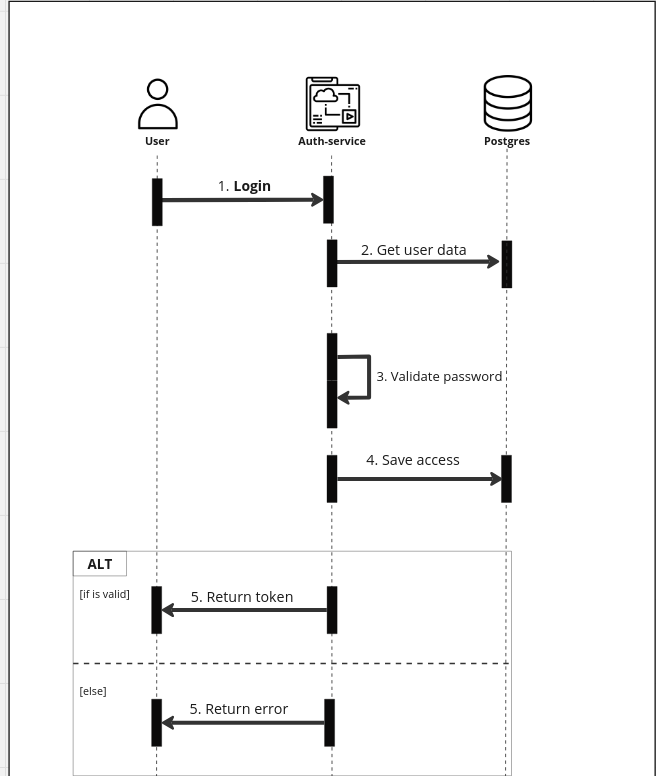 User
Auth-service
Postgres
1. Login
2. Get user data
3. Validate password
4. Save access
ALT
[if is valid]
5. Return token
[else]
5. Return error